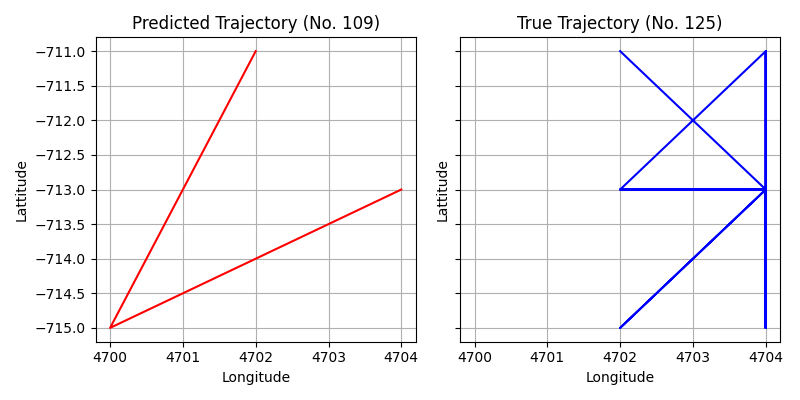 Predicted Trajectory (No. 109)
True Trajectory (No. 125)
−711.0
−711.5
−712.0
−712.5
−713.0
−713.5
−714.0
−714.5
−715.0
Lattitude
Lattitude
4700 4701 4702 4703 4704
4700 4701 4702 4703 4704
Longitude
Longitude